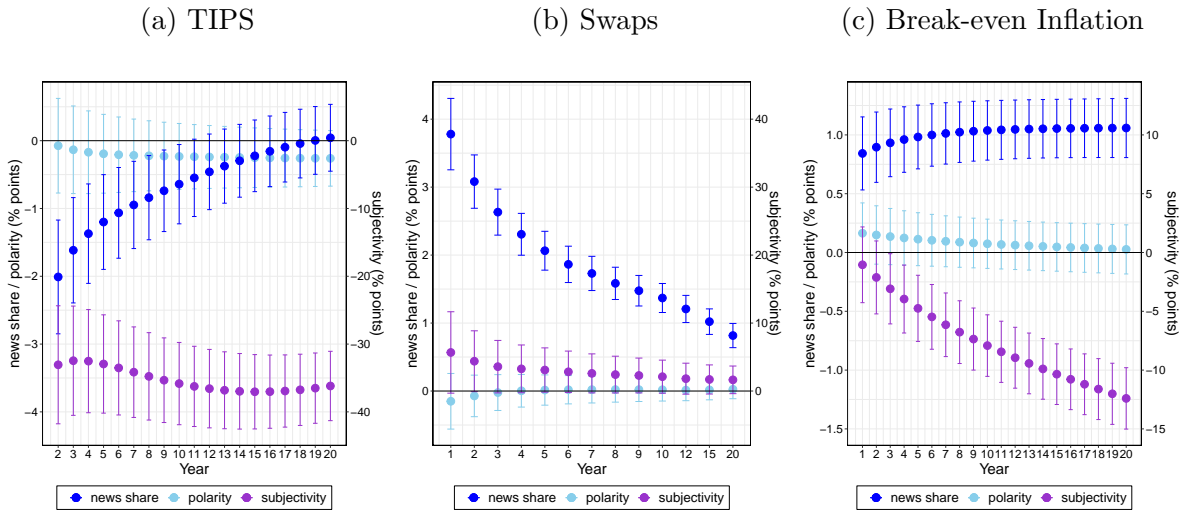 (a) TIPS
(b) Swaps
(c) Break-even Inflation
news share / polarity (% points)
0
−1
−2
−3
−4
0
−10
−20
−30
−40
subjectivity (% points)
2 3 4 5 6 7 8 9 10 11 12 13 14 15 16 17 18 19 20
Year
news share polarity subjectivity
news share / polarity (% points)
4
3
2
1
0
40
30
20
10
0
subjectivity (% points)
1 2 3 4 5 6 7 8 9 10 12 15 20
Year
news share polarity subjectivity
news share / polarity (% points)
1.0
0.5
0.0
−0.5
−1.0
−1.5
10
5
0
−5
−10
−15
subjectivity (% points)
1 2 3 4 5 6 7 8 9 10 11 12 13 14 15 16 17 18 19 20
Year
news share polarity subjectivity